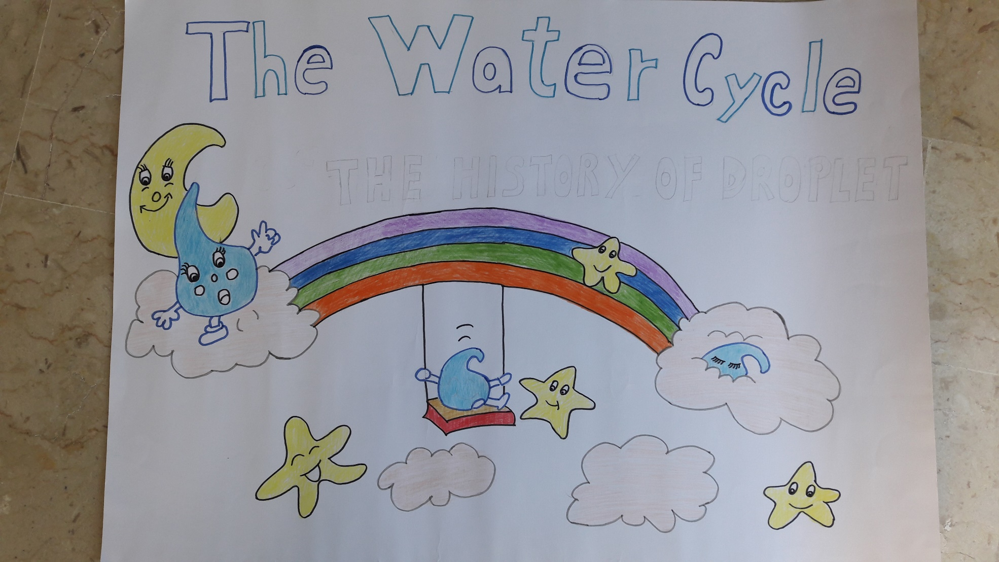 The Water Cycle
THE HISTORY OF DROPLET